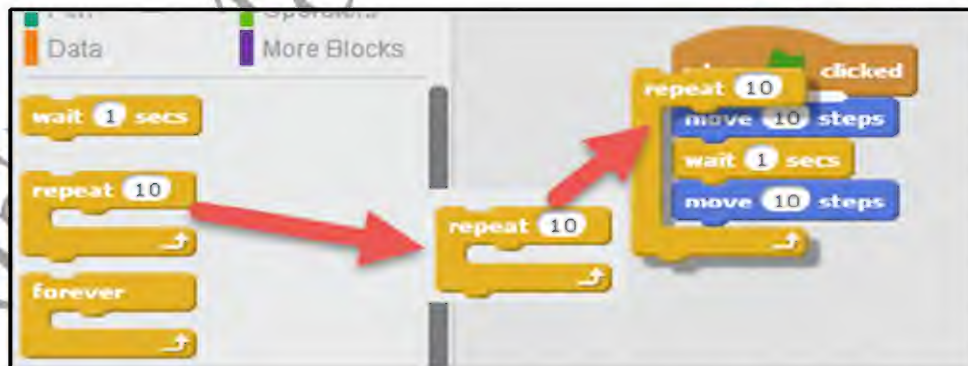 Data
More Blocks
wait 1 secs
repeat 10
forever
repeat 10
clicked
repeat 10
move 10 steps
wait 1 secs
move 10 steps